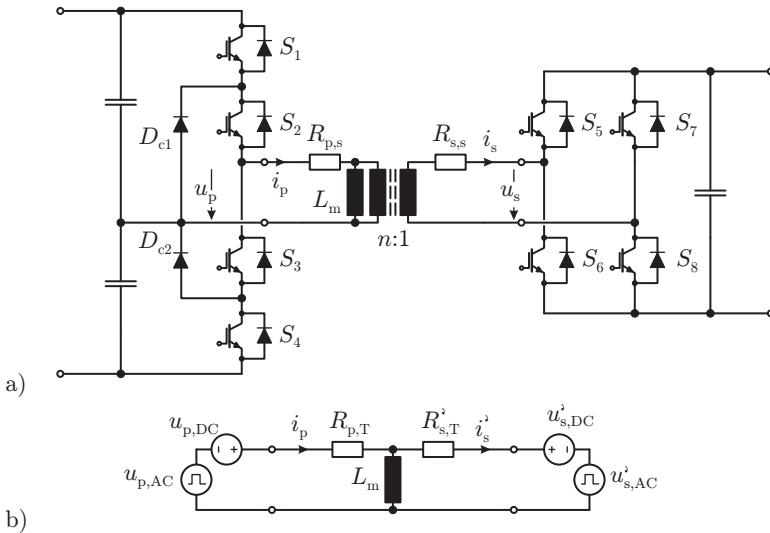 S1
S2
Dc1
Rp,s
Rs,s
is
S5
S7
ip
up
Lm
us
n:1
Dc2
S3
S6
S8
S4
a)
up,DC
ip
Rp,T
R's,T
i's
u's,DC
up,AC
Lm
u's,AC
b)